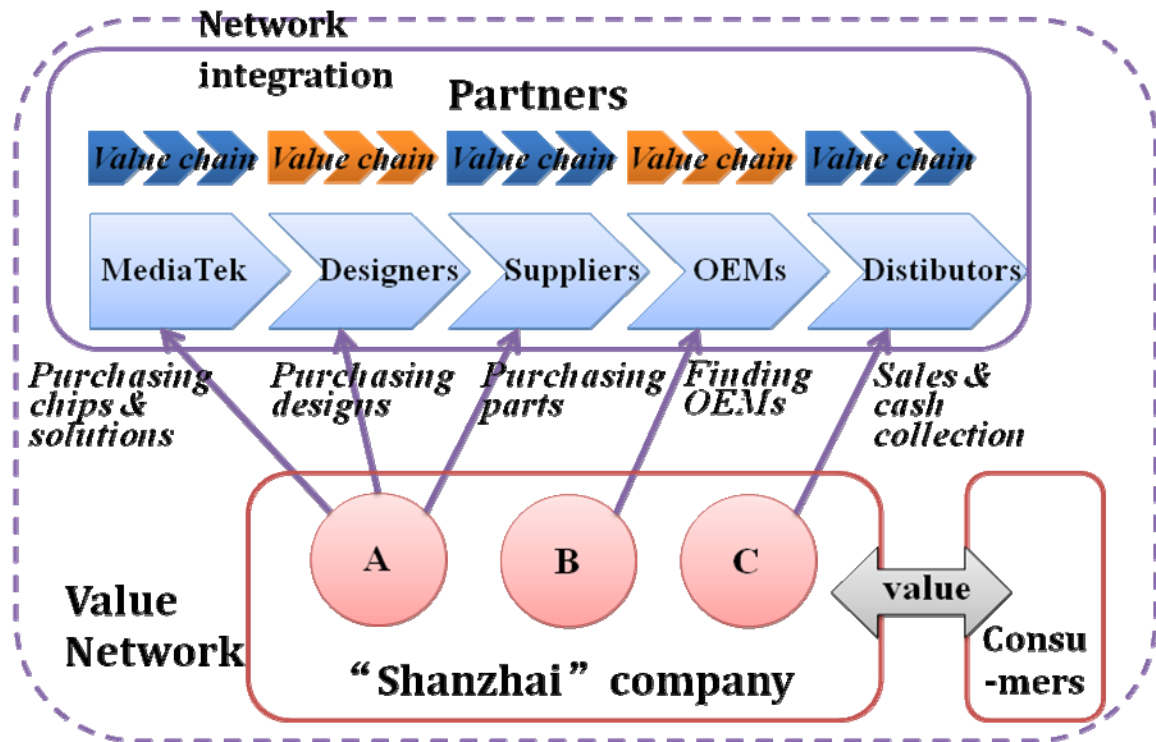 Network
integration
Partners
Value chain Value chain Value chain Value chain Value chain
MediaTek Designers Suppliers OEMs Distibutors
Purchasing
chips &
solutions
Purchasing
designs
Purchasing
parts
Finding
OEMs
Sales &
cash
collection
A B C
value
Value
Network
“Shanzhai” company
Consu
-mers